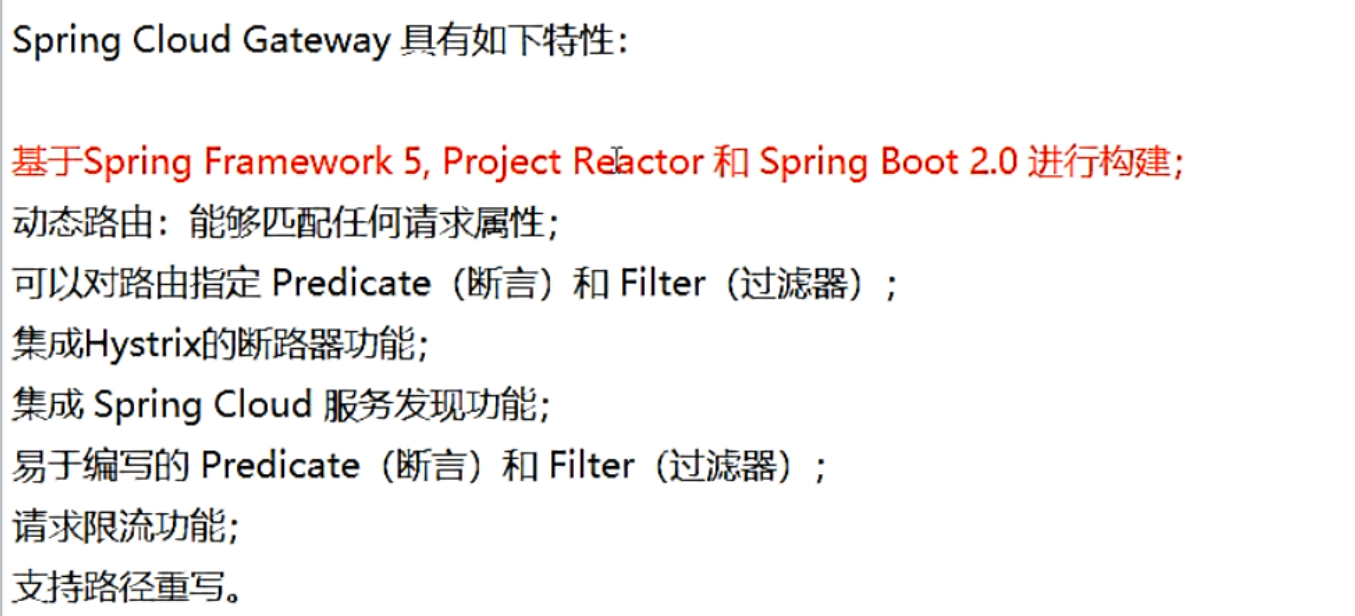 Spring Cloud Gateway 具有如下特性：
基于Spring Framework 5, Project Reactor 和 Spring Boot 2.0 进行构建；
动态路由：能够匹配任何请求属性；
可以对路由指定 Predicate（断言）和 Filter（过滤器）；
集成Hystrix的断路器功能；
集成 Spring Cloud 服务发现功能；
易于编写的 Predicate（断言）和 Filter（过滤器）；
请求限流功能；
支持路径重写。